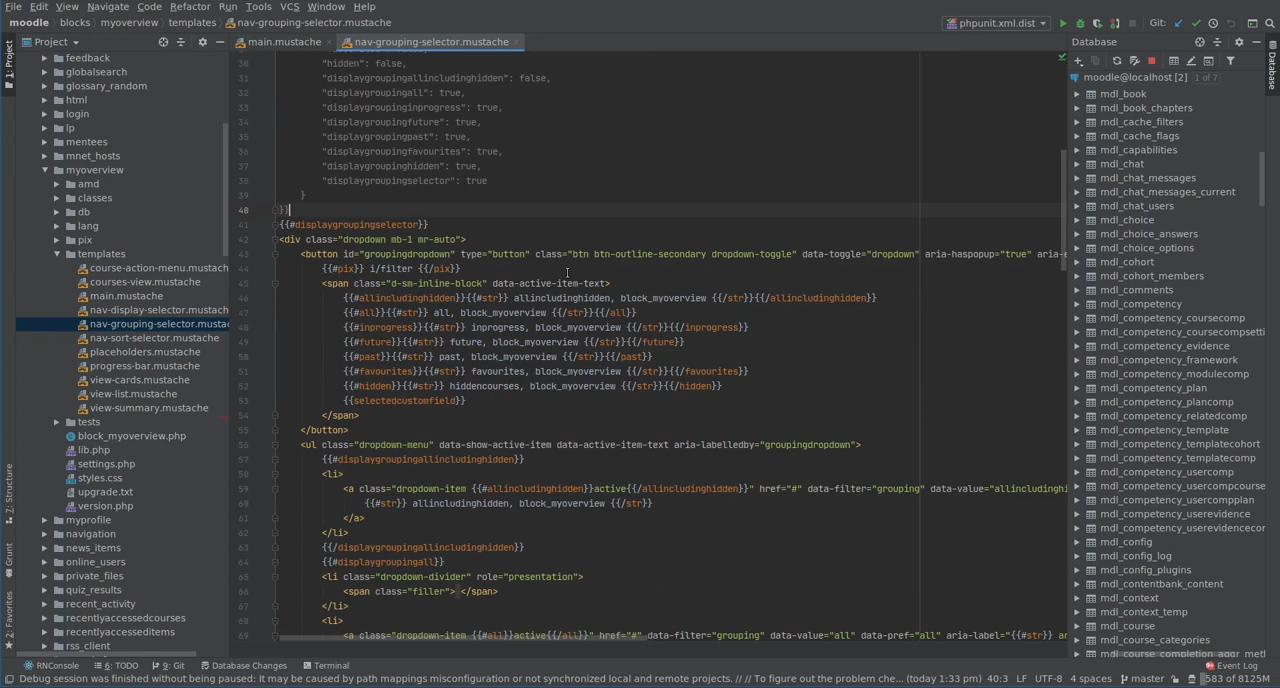 File Edit View Navigate Code Refactor Run Tools VCS Window Help
moodle blocks myoverview templates nav-grouping-selector.mustache phpunit.xml.dist Git:
Project main.mustache nav-grouping-selector.mustache Database
1: Project
feedback
globalsearch
glossary_random
html
login
lp
mentees
mnet_hosts
myoverview
amd
classes
db
lang
pix
templates
course-action-menu.mustach
courses-view.mustache
main.mustache
nav-display-selector.mustach
nav-grouping-selector.mustac
nav-sort-selector.mustache
placeholders.mustache
progress-bar.mustache
view-cards.mustache
view-list.mustache
view-summary.mustache
tests
block_myoverview.php
lib.php
settings.php
styles.css
upgrade.txt
version.php
myprofile
navigation
news_items
online_users
private_files
quiz_results
recent_activity
recentlyaccessedcourses
recentlyaccesseditems
rss_client
Z: Structure
Grunt
2: Favorites
30 "hidden": false,
31 "displaygroupingallincludinghidden": false,
32 "displaygroupingall": true,
33 "displaygroupinginprogress": true,
34 "displaygroupingfuture": true,
35 "displaygroupingpast": true,
36 "displaygroupingfavourites": true,
37 "displaygroupinghidden": true,
38 "displaygroupingselector": true
39 }
40 }}
41 {{#displaygroupingselector}}
42 <div class="dropdown mb-1 mr-auto">
43 <button id="groupingdropdown" type="button" class="btn btn-outline-secondary dropdown-toggle" data-toggle="dropdown" aria-haspopup="true" aria-e
44 {{#pix}} i/filter {{/pix}}
45 <span class="d-sm-inline-block" data-active-item-text>
46 {{#allincludinghidden}}{{#str}} allincludinghidden, block_myoverview {{/str}}{{/allincludinghidden}}
47 {{#all}}{{#str}} all, block_myoverview {{/str}}{{/all}}
48 {{#inprogress}}{{#str}} inprogress, block_myoverview {{/str}}{{/inprogress}}
49 {{#future}}{{#str}} future, block_myoverview {{/str}}{{/future}}
50 {{#past}}{{#str}} past, block_myoverview {{/str}}{{/past}}
51 {{#favourites}}{{#str}} favourites, block_myoverview {{/str}}{{/favourites}}
52 {{#hidden}}{{#str}} hiddencourses, block_myoverview {{/str}}{{/hidden}}
53 {{selectedcustomfield}}
54 </span>
55 </button>
56 <ul class="dropdown-menu" data-show-active-item data-active-item-text aria-labelledby="groupingdropdown">
57 {{#displaygroupingallincludinghidden}}
58 <li>
59 <a class="dropdown-item {{#allincludinghidden}}active{{/allincludinghidden}}" href="#" data-filter="grouping" data-value="allincludinghi
60 {{#str}} allincludinghidden, block_myoverview {{/str}}
61 </a>
62 </li>
63 {{/displaygroupingallincludinghidden}}
64 {{#displaygroupingall}}
65 <li class="dropdown-divider" role="presentation">
66 <span class="filler"> </span>
67 </li>
68 <li>
69 <a class="dropdown-item {{#all}}active{{/all}}" href="#" data-filter="grouping" data-value="all" data-pref="all" aria-label="{{#str}} ar
moodle@localhost [2] 1 of 7
mdl_book
mdl_book_chapters
mdl_cache_filters
mdl_cache_flags
mdl_capabilities
mdl_chat
mdl_chat_messages
mdl_chat_messages_current
mdl_chat_users
mdl_choice
mdl_choice_answers
mdl_choice_options
mdl_cohort
mdl_cohort_members
mdl_comments
mdl_competency
mdl_competency_coursecomp
mdl_competency_coursecompsetti
mdl_competency_evidence
mdl_competency_framework
mdl_competency_modulecomp
mdl_competency_plan
mdl_competency_plancomp
mdl_competency_relatedcomp
mdl_competency_template
mdl_competency_templatecohort
mdl_competency_templatecomp
mdl_competency_usercomp
mdl_competency_usercompcourse
mdl_competency_usercompplan
mdl_competency_userevidence
mdl_competency_userevidencecor
mdl_config
mdl_config_log
mdl_config_plugins
mdl_contentbank_content
mdl_context
mdl_context_temp
mdl_course
mdl_course_categories
mdl_course_completion_aggr_metl
Database
RNConsole 6: TODO 9: Git Database Changes Terminal Event Log
Debug session was finished without being paused: It may be caused by path mappings misconfiguration or not synchronized local and remote projects. // // To figure out the problem che... (today 1:33 pm) 40:3 LF UTF-8 4 spaces master 583 of 8125M